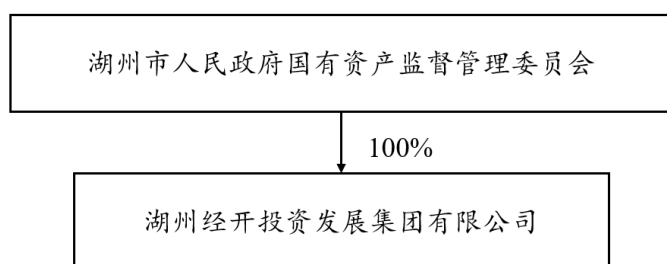 湖州市人民政府国有资产监督管理委员会
100%
湖州经开投资发展集团有限公司